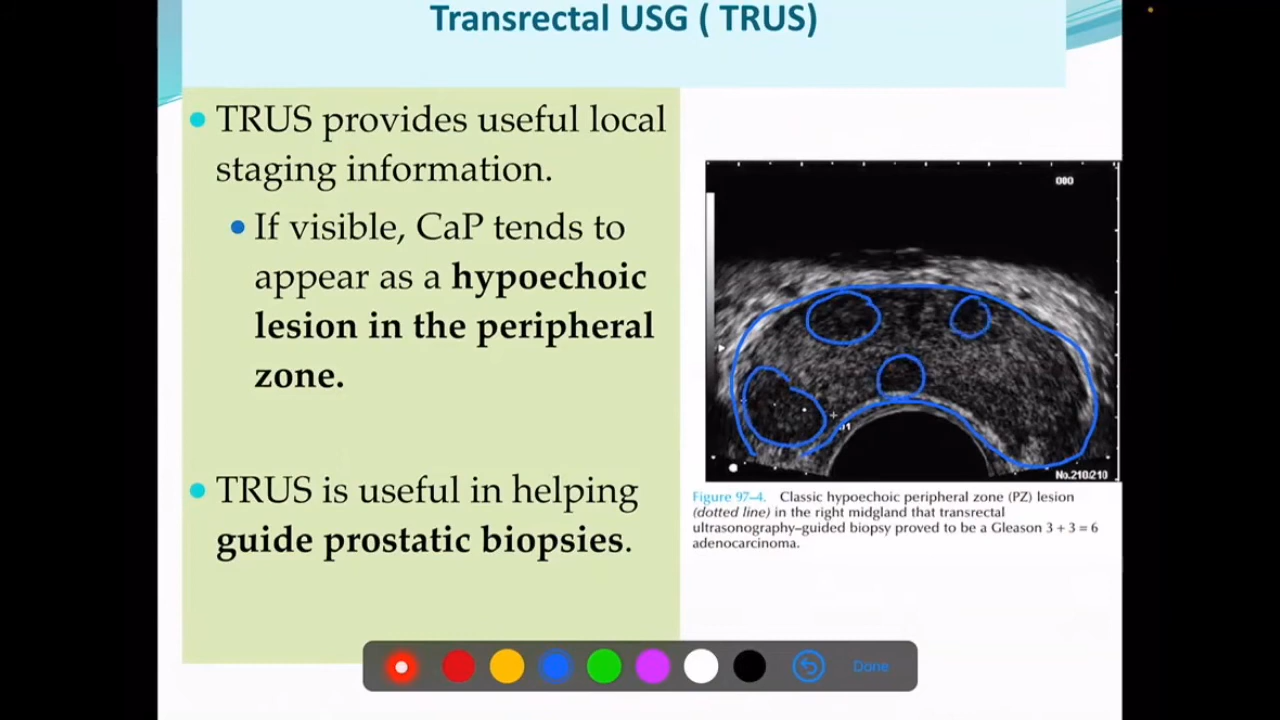 Transrectal USG ( TRUS)
TRUS provides useful local
staging information.
If visible, CaP tends to
appear as a hypoechoic
lesion in the peripheral
zone.
TRUS is useful in helping
guide prostatic biopsies.
No.210/210
Figure 97–4. Classic hypoechoic peripheral zone (PZ) lesion
(dotted line) in the right midgland that transrectal
ultrasonography–guided biopsy proved to be a Gleason 3 + 3 = 6
adenocarcinoma.
Done